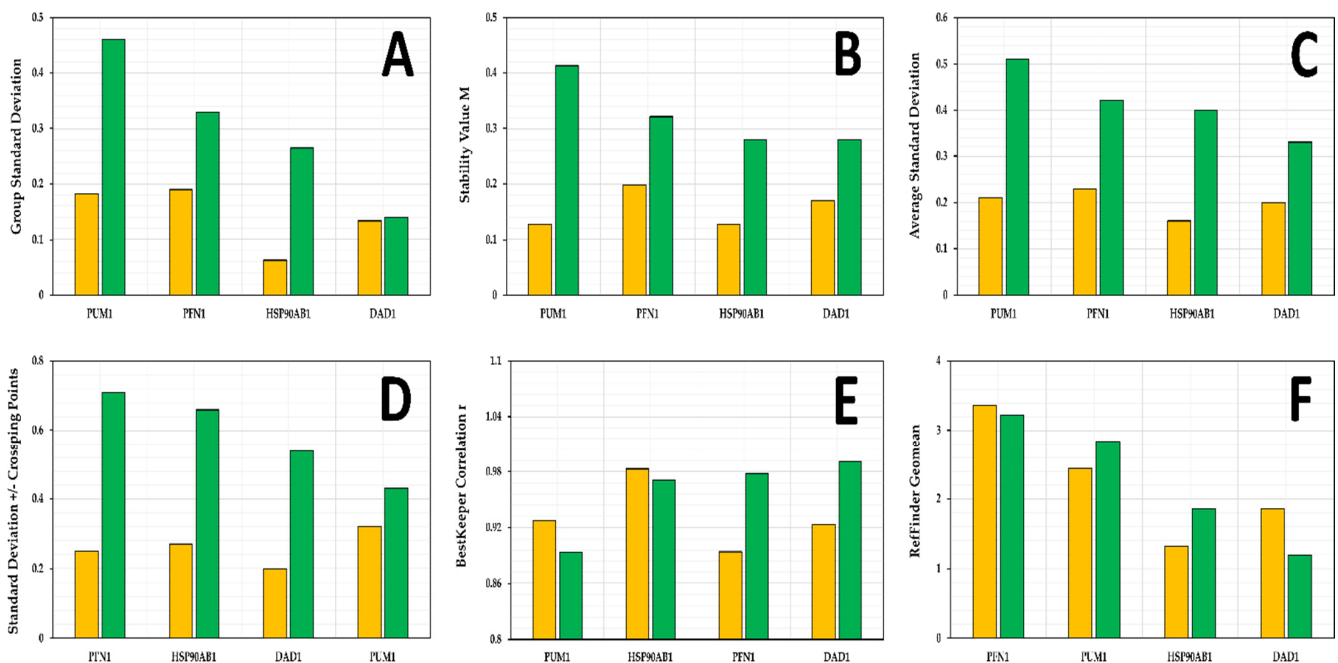 A
Group Standard Deviation
0.5
0.4
0.3
0.2
0.1
0
PUM1 PFN1 HSP90AB1 DAD1
B
Stability Value M
0.5
0.4
0.3
0.2
0.1
0
PUM1 PFN1 HSP90AB1 DAD1
C
Average Standard Deviation
0.6
0.5
0.4
0.3
0.2
0.1
0
PUM1 PFN1 HSP90AB1 DAD1
D
Standard Deviation +/- Crossping Points
0.8
0.6
0.4
0.2
0
PFN1 HSP90AB1 DAD1 PUM1
E
BestKeeper Correlation r
1.1
1.04
0.98
0.92
0.86
0.8
PUM1 HSP90AB1 PFN1 DAD1
F
RefFinder Geomean
4
3
2
1
0
PFN1 PUM1 HSP90AB1 DAD1